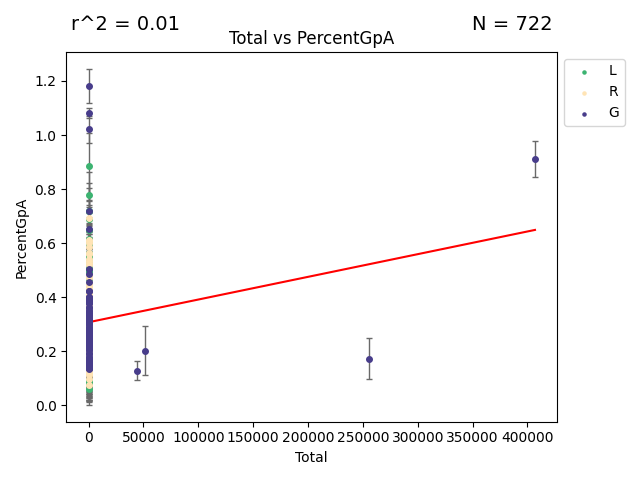 r^2 = 0.01
N = 722
Total vs PercentGpA
1.2
1.0
0.8
0.6
0.4
0.2
0.0
PercentGpA
0 50000 100000 150000 200000 250000 300000 350000 400000
Total
L
R
G